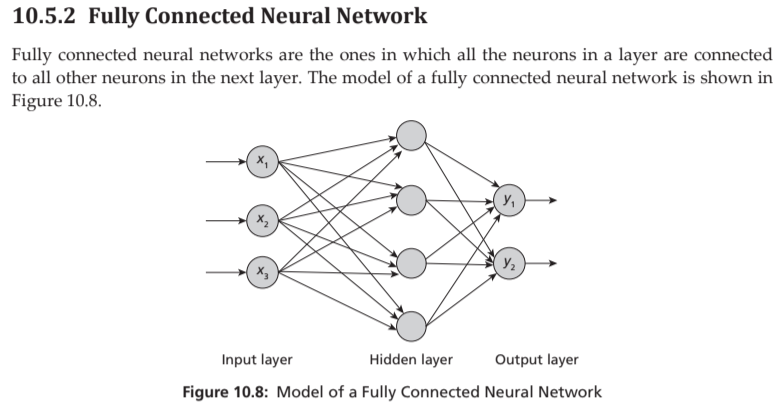 10.5.2 Fully Connected Neural Network
Fully connected neural networks are the ones in which all the neurons in a layer are connected
to all other neurons in the next layer. The model of a fully connected neural network is shown in
Figure 10.8.
x₁
y₁
x₂
y₂
x₃
Input layer Hidden layer Output layer
Figure 10.8: Model of a Fully Connected Neural Network